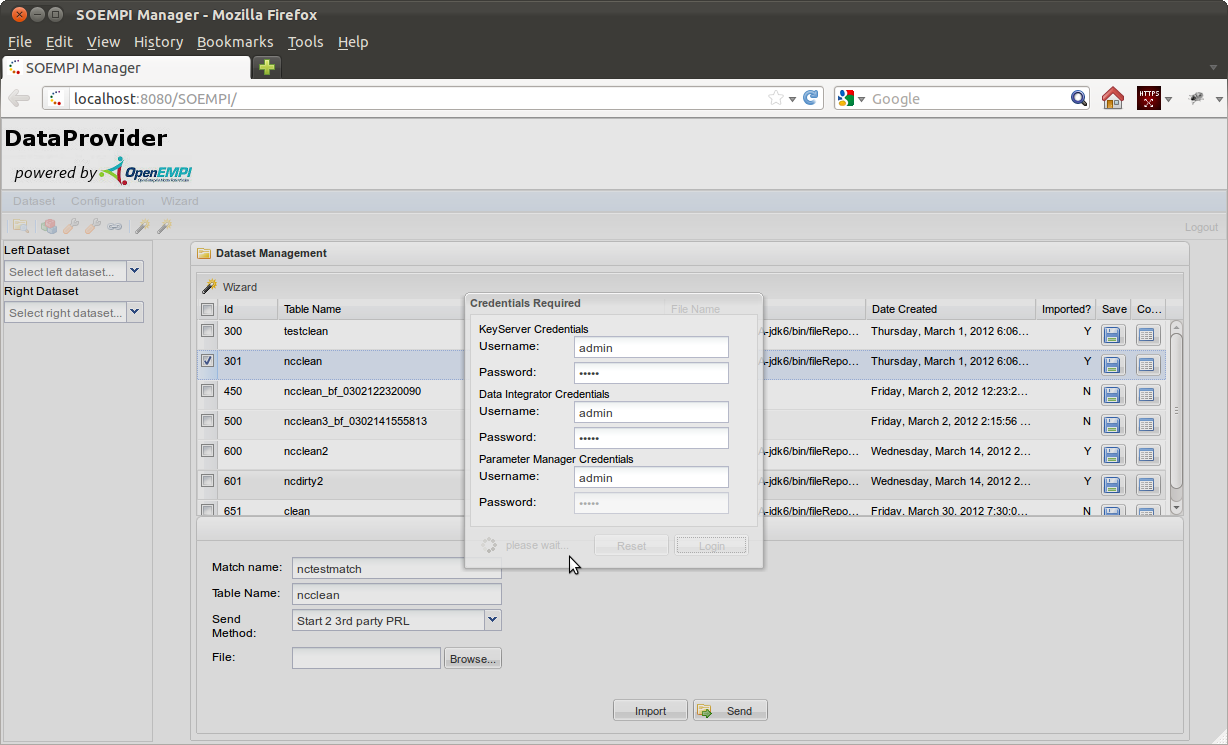 SOEMPI Manager - Mozilla Firefox
File Edit View History Bookmarks Tools Help
SOEMPI Manager
localhost:8080/SOEMPI/
Google
HTTPS
DataProvider
powered by OpenEMPI
Dataset Configuration Wizard
Logout
Left Dataset
Select left dataset...
Right Dataset
Select right dataset...
Dataset Management
Wizard
Id Table Name File Name Date Created Imported? Save Co...
300 testclean A-jdk6/bin/fileRepo... Thursday, March 1, 2012 6:06... Y
301 ncclean A-jdk6/bin/fileRepo... Thursday, March 1, 2012 6:06... Y
450 ncclean_bf_0302122320090 Friday, March 2, 2012 12:23:2... N
500 ncclean3_bf_0302141555813 Friday, March 2, 2012 2:15:56 ... N
600 ncclean2 A-jdk6/bin/fileRepo... Wednesday, March 14, 2012 2... Y
601 ncdirty2 A-jdk6/bin/fileRepo... Wednesday, March 14, 2012 2... Y
651 clean A-jdk6/bin/fileRepo... Friday, March 30, 2012 7:30:0... N
Credentials Required
KeyServer Credentials
Username: admin
Password: •••••
Data Integrator Credentials
Username: admin
Password: •••••
Parameter Manager Credentials
Username: admin
Password: •••••
please wait... Reset Login
Match name: nctestmatch
Table Name: ncclean
Send Method: Start 2 3rd party PRL
File: Browse...
Import Send